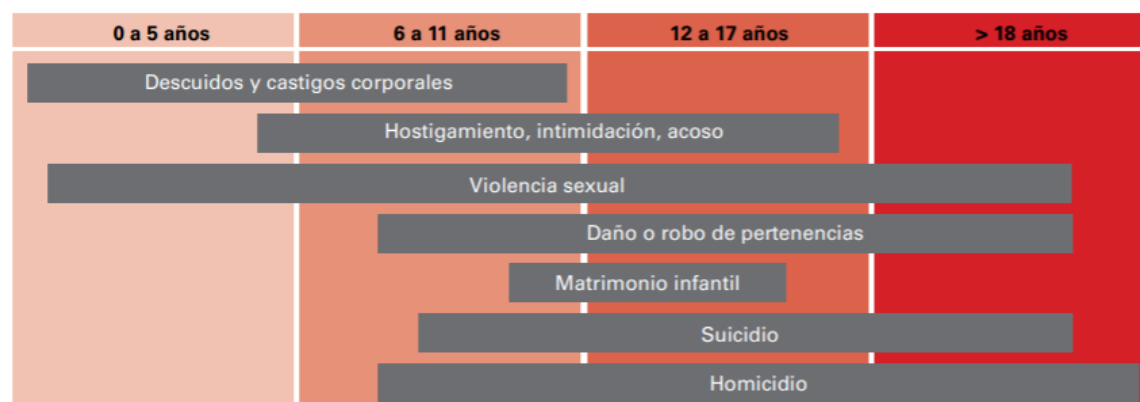 0 a 5 años 6 a 11 años 12 a 17 años > 18 años
Descuidos y castigos corporales
Hostigamiento, intimidación, acoso
Violencia sexual
Daño o robo de pertenencias
Matrimonio infantil
Suicidio
Homicidio